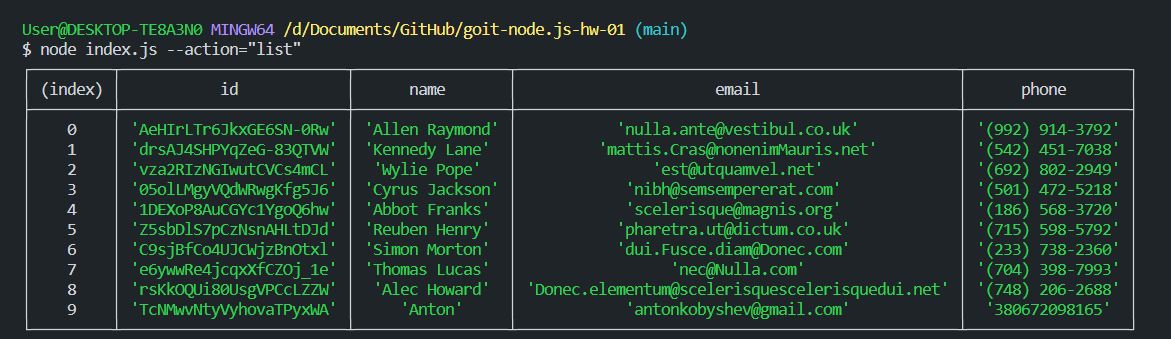 User@DESKTOP-TE8A3N0 MINGW64 /d/Documents/GitHub/goit-node.js-hw-01 (main)
$ node index.js --action="list"
(index) id name email phone
0 'AeHIrLTr6JkxGE6SN-0Rw' 'Allen Raymond' 'nulla.ante@vestibul.co.uk' '(992) 914-3792'
1 'drsAJ4SHPYqZeG-83QTVW' 'Kennedy Lane' 'mattis.Cras@nonenimMauris.net' '(542) 451-7038'
2 'vza2RIzNGIwutCVCs4mCL' 'Wylie Pope' 'est@utquamvel.net' '(692) 802-2949'
3 '05olLMgyVQdWRwgKfg5J6' 'Cyrus Jackson' 'nibh@semsempererat.com' '(501) 472-5218'
4 '1DEXoP8AuCGYc1YgoQ6hw' 'Abbot Franks' 'scelerisque@magnis.org' '(186) 568-3720'
5 'Z5sbDlS7pCzNsnAHLtDJd' 'Reuben Henry' 'pharetra.ut@dictum.co.uk' '(715) 598-5792'
6 'C9sjBfCo4UJCWjzBnOtxl' 'Simon Morton' 'dui.Fusce.diam@Donec.com' '(233) 738-2360'
7 'e6ywwRe4jcqxXfCZOj_1e' 'Thomas Lucas' 'nec@Nulla.com' '(704) 398-7993'
8 'rsKkOQUi80UsgVPCcLZZW' 'Alec Howard' 'Donec.elementum@scelerisquescelerisquedui.net' '(748) 206-2688'
9 'TcNMwvNtyVyhovaTPyxWA' 'Anton' 'antonkobyshev@gmail.com' '380672098165'